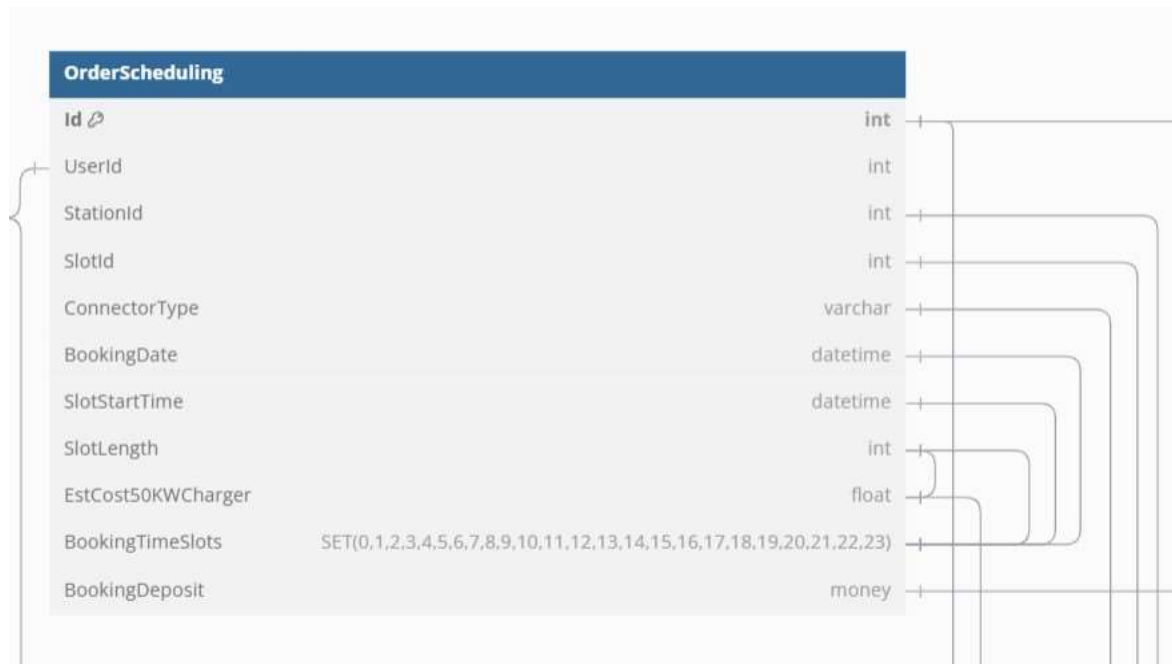 OrderScheduling
Id int
UserId int
StationId int
SlotId int
ConnectorType varchar
BookingDate datetime
SlotStartTime datetime
SlotLength int
EstCost50KWCharger float
BookingTimeSlots SET(0,1,2,3,4,5,6,7,8,9,10,11,12,13,14,15,16,17,18,19,20,21,22,23)
BookingDeposit money